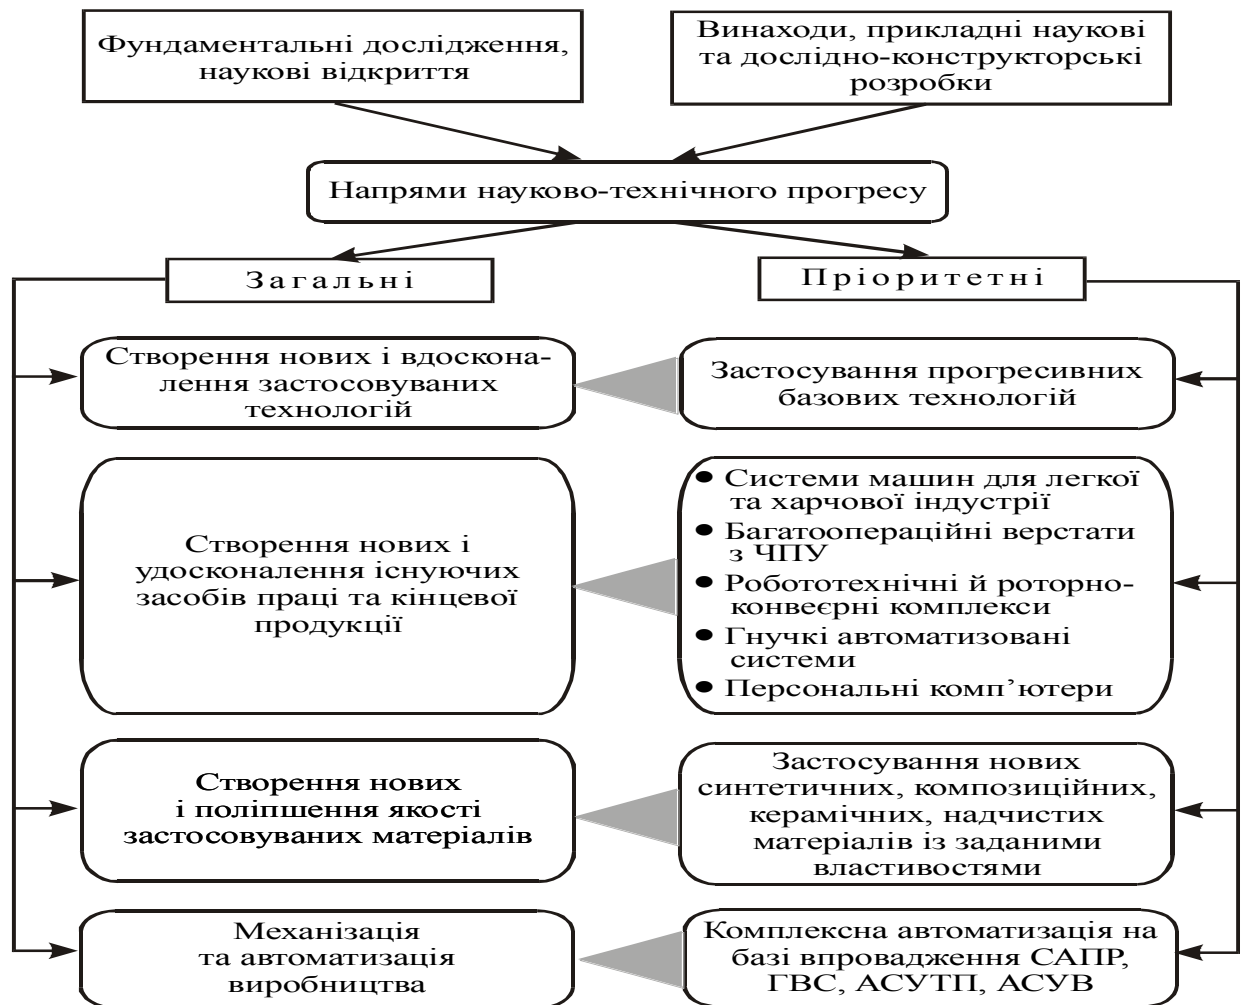 Фундаментальні дослідження,
наукові відкриття
Винаходи, прикладні наукові
та дослідно-конструкторські
розробки
Напрями науково-технічного прогресу
Загальні
Пріоритетні
Створення нових і вдоскона-
лення застосовуваних
технологій
Застосування прогресивних
базових технологій
Створення нових і
удосконалення існуючих
засобів праці та кінцевої
продукції
• Системи машин для легкої
та харчової індустрії
• Багатоопераційні верстати
з ЧПУ
• Робототехнічні й роторно-
конвеєрні комплекси
• Гнучкі автоматизовані
системи
• Персональні комп’ютери
Створення нових
і поліпшення якості
застосовуваних матеріалів
Застосування нових
синтетичних, композиційних,
керамічних, надчистих
матеріалів із заданими
властивостями
Механізація
та автоматизація
виробництва
Комплексна автоматизація на
базі впровадження САПР,
ГВС, АСУТП, АСУВ